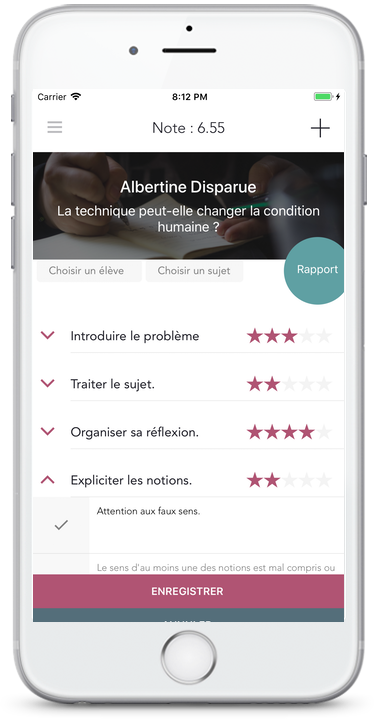 Carrier 8:12 PM
Note : 6.55
Albertine Disparue
La technique peut-elle changer la condition
humaine ?
Choisir un élève Choisir un sujet Rapport
Introduire le problème
Traiter le sujet.
Organiser sa réflexion.
Expliciter les notions.
Attention aux faux sens.
Le sens d'au moins une des notions est mal compris ou
ENREGISTRER